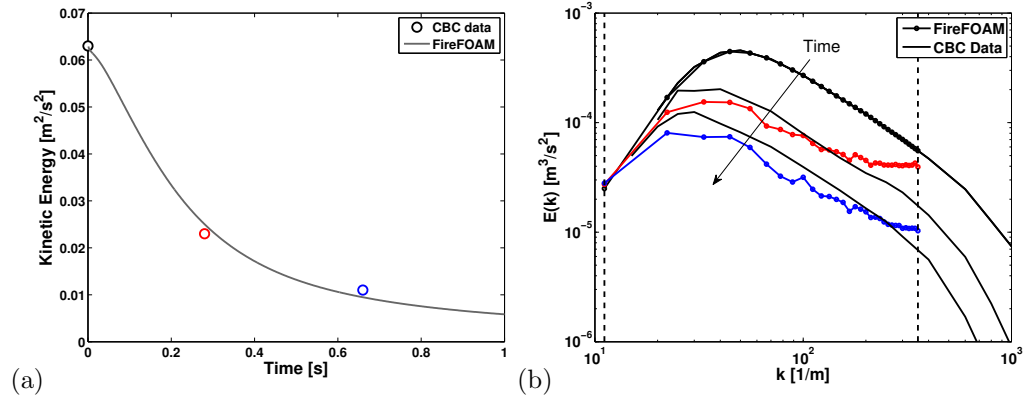 0.07
0.06
0.05
0.04
0.03
0.02
0.01
0
0
0.2
0.4
0.6
0.8
1
Kinetic Energy [m²/s²]
Time [s]
CBC data
FireFOAM
(a)
10⁻³
10⁻⁴
10⁻⁵
10⁻⁶
10¹
10²
10³
E(k) [m³/s²]
k [1/m]
Time
FireFOAM
CBC Data
(b)